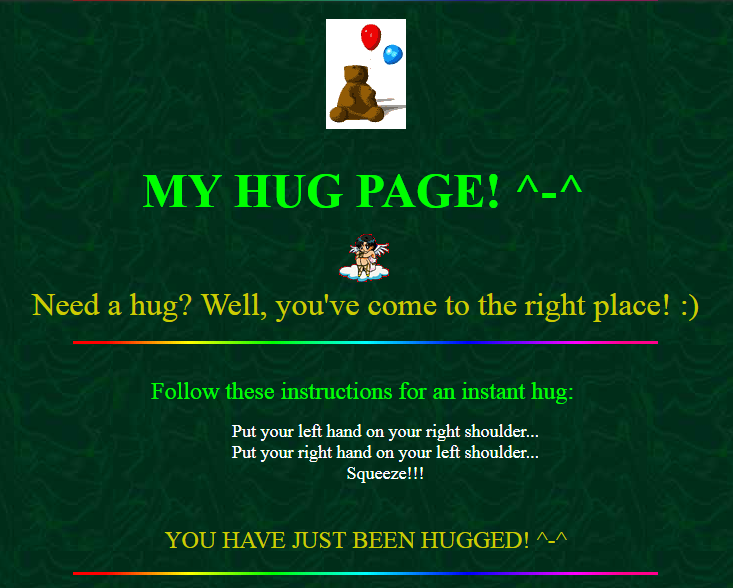 MY HUG PAGE! ^-^
Need a hug? Well, you've come to the right place! :)
Follow these instructions for an instant hug:
Put your left hand on your right shoulder...
Put your right hand on your left shoulder...
Squeeze!!!
YOU HAVE JUST BEEN HUGGED! ^-^